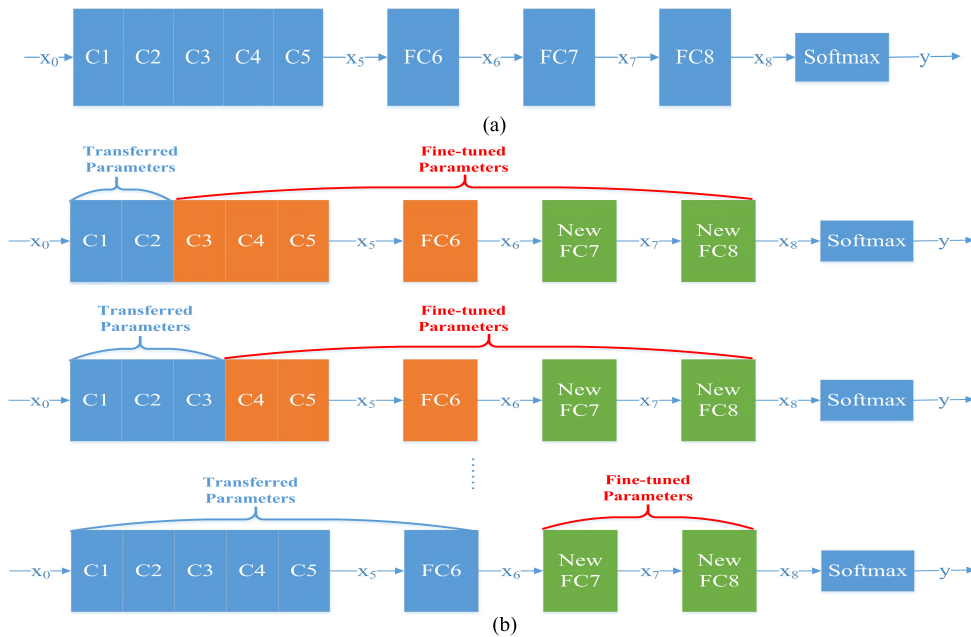 x₀ C1 C2 C3 C4 C5 x₅ FC6 x₆ FC7 x₇ FC8 x₈ Softmax y
(a)
Transferred
Parameters
Fine-tuned
Parameters
x₀ C1 C2 C3 C4 C5 x₅ FC6 x₆ New
FC7 x₇ New
FC8 x₈ Softmax y
Transferred
Parameters
Fine-tuned
Parameters
x₀ C1 C2 C3 C4 C5 x₅ FC6 x₆ New
FC7 x₇ New
FC8 x₈ Softmax y
......
Transferred
Parameters
Fine-tuned
Parameters
x₀ C1 C2 C3 C4 C5 x₅ FC6 x₆ New
FC7 x₇ New
FC8 x₈ Softmax y
(b)